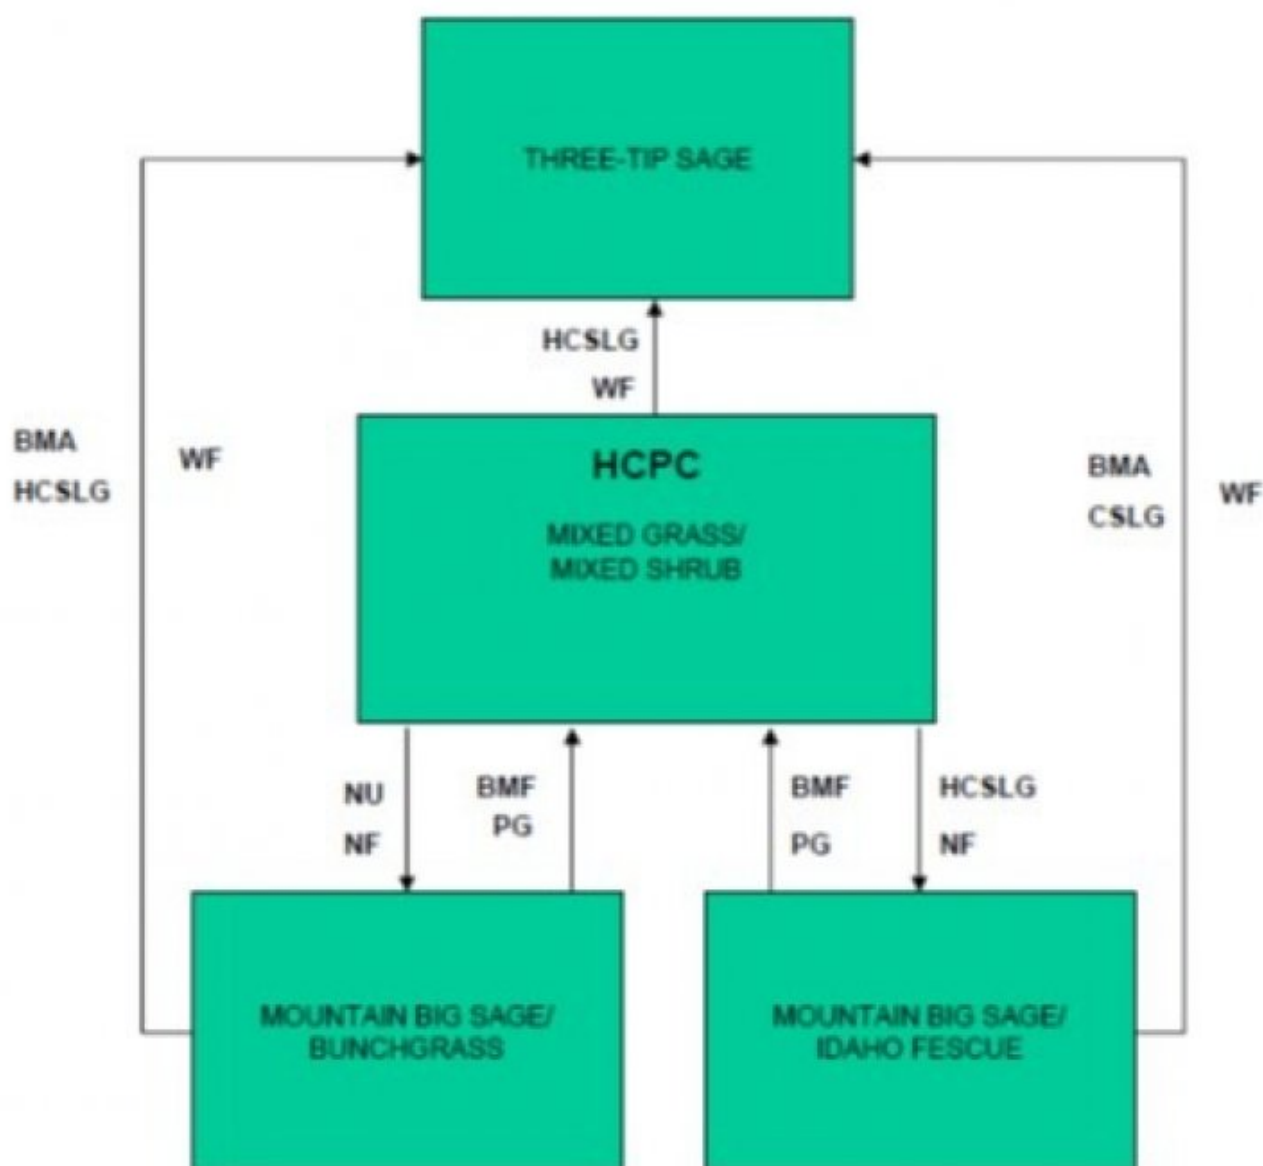 THREE-TIP SAGE
HCSLG
WF
BMA
HCSLG
WF
HCPC
MIXED GRASS/
MIXED SHRUB
BMA
CSLG
WF
NU
NF
BMF
PG
BMF
PG
HCSLG
NF
MOUNTAIN BIG SAGE/
BUNCHGRASS
MOUNTAIN BIG SAGE/
IDAHO FESCUE